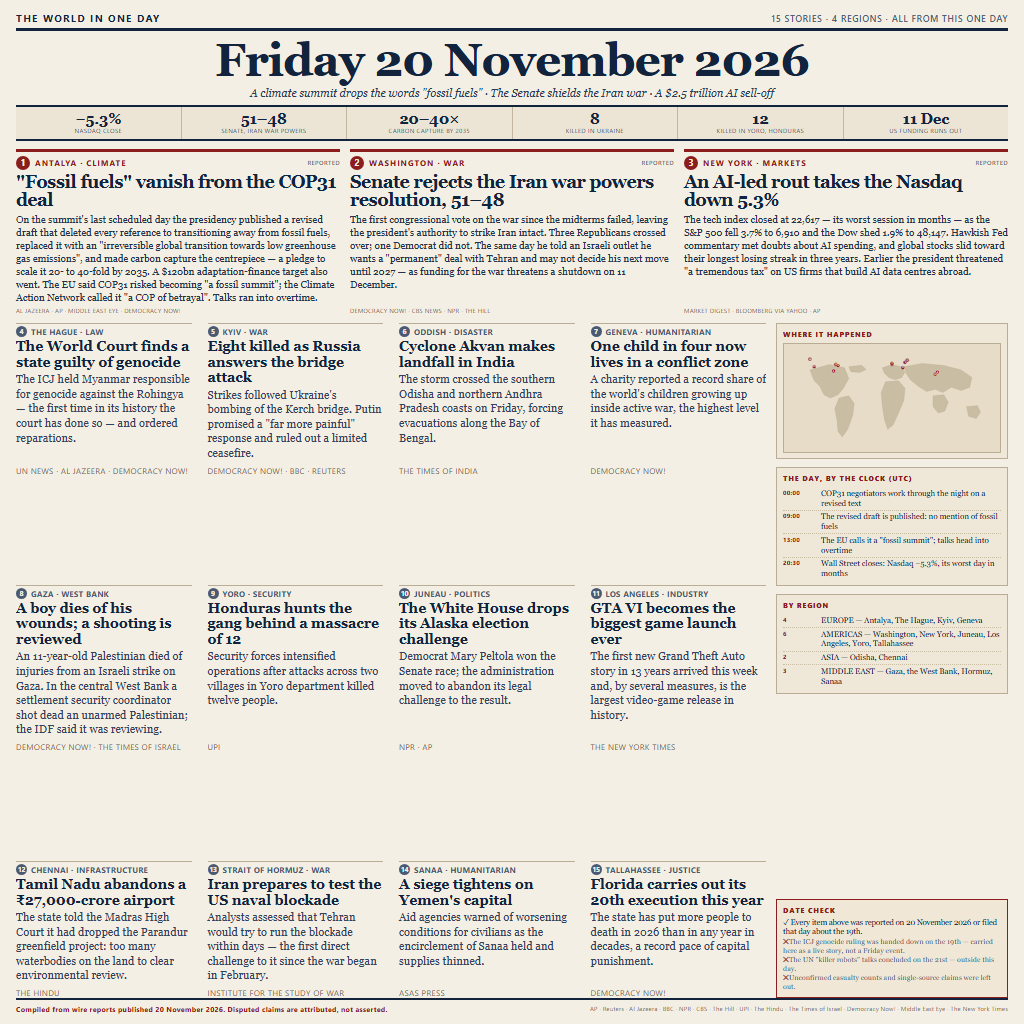 THE WORLD IN ONE DAY
15 STORIES · 4 REGIONS · ALL FROM THIS ONE DAY
Friday 20 November 2026
A climate summit drops the words "fossil fuels" · The Senate shields the Iran war · A $2.5 trillion AI sell-off
−5.3%
NASDAQ CLOSE
51–48
SENATE, IRAN WAR POWERS
20–40×
CARBON CAPTURE BY 2035
8
KILLED IN UKRAINE
12
KILLED IN YORO, HONDURAS
11 Dec
US FUNDING RUNS OUT
1 ANTALYA · CLIMATE
REPORTED
"Fossil fuels" vanish from the COP31
deal
On the summit's last scheduled day the presidency published a revised
draft that deleted every reference to transitioning away from fossil fuels,
replaced it with an "irreversible global transition towards low greenhouse
gas emissions", and made carbon capture the centrepiece — a pledge to
scale it 20- to 40-fold by 2035. A $120bn adaptation-finance target also
went. The EU said COP31 risked becoming "a fossil summit"; the Climate
Action Network called it "a COP of betrayal". Talks ran into overtime.
AL JAZEERA · AP · MIDDLE EAST EYE · DEMOCRACY NOW!
2 WASHINGTON · WAR
REPORTED
Senate rejects the Iran war powers
resolution, 51–48
The first congressional vote on the war since the midterms failed, leaving
the president's authority to strike Iran intact. Three Republicans crossed
over; one Democrat did not. The same day he told an Israeli outlet he
wants a "permanent" deal with Tehran and may not decide his next move
until 2027 — as funding for the war threatens a shutdown on 11
December.
DEMOCRACY NOW! · CBS NEWS · NPR · THE HILL
3 NEW YORK · MARKETS
REPORTED
An AI-led rout takes the Nasdaq
down 5.3%
The tech index closed at 22,617 — its worst session in months — as the
S&P 500 fell 3.7% to 6,910 and the Dow shed 1.9% to 48,147. Hawkish Fed
commentary met doubts about AI spending, and global stocks slid toward
their longest losing streak in three years. Earlier the president threatened
"a tremendous tax" on US firms that build AI data centres abroad.
MARKET DIGEST · BLOOMBERG VIA YAHOO · AP
4 THE HAGUE · LAW
The World Court finds a
state guilty of genocide
The ICJ held Myanmar responsible
for genocide against the Rohingya
— the first time in its history the
court has done so — and ordered
reparations.
UN NEWS · AL JAZEERA · DEMOCRACY NOW!
5 KYIV · WAR
Eight killed as Russia
answers the bridge
attack
Strikes followed Ukraine's
bombing of the Kerch bridge. Putin
promised a "far more painful"
response and ruled out a limited
ceasefire.
DEMOCRACY NOW! · BBC · REUTERS
6 ODDISH · DISASTER
Cyclone Akvan makes
landfall in India
The storm crossed the southern
Odisha and northern Andhra
Pradesh coasts on Friday, forcing
evacuations along the Bay of
Bengal.
THE TIMES OF INDIA
7 GENEVA · HUMANITARIAN
One child in four now
lives in a conflict zone
A charity reported a record share of
the world's children growing up
inside active war, the highest level
it has measured.
DEMOCRACY NOW!
WHERE IT HAPPENED
THE DAY, BY THE CLOCK (UTC)
00:00 COP31 negotiators work through the night on a
revised text
09:00 The revised draft is published: no mention of fossil
fuels
13:00 The EU calls it a "fossil summit"; talks head into
overtime
20:30 Wall Street closes: Nasdaq −5.3%, its worst day in
months
8 GAZA · WEST BANK
A boy dies of his
wounds; a shooting is
reviewed
An 11-year-old Palestinian died of
injuries from an Israeli strike on
Gaza. In the central West Bank a
settlement security coordinator
shot dead an unarmed Palestinian;
the IDF said it was reviewing.
DEMOCRACY NOW! · THE TIMES OF ISRAEL
9 YORO · SECURITY
Honduras hunts the
gang behind a massacre
of 12
Security forces intensified
operations after attacks across two
villages in Yoro department killed
twelve people.
UPI
10 JUNEAU · POLITICS
The White House drops
its Alaska election
challenge
Democrat Mary Peltola won the
Senate race; the administration
moved to abandon its legal
challenge to the result.
NPR · AP
11 LOS ANGELES · INDUSTRY
GTA VI becomes the
biggest game launch
ever
The first new Grand Theft Auto
story in 13 years arrived this week
and, by several measures, is the
largest video-game release in
history.
THE NEW YORK TIMES
BY REGION
4 EUROPE — Antalya, The Hague, Kyiv, Geneva
6 AMERICAS — Washington, New York, Juneau, Los
Angeles, Yoro, Tallahassee
2 ASIA — Odisha, Chennai
3 MIDDLE EAST — Gaza, the West Bank, Hormuz,
Sanaa
12 CHENNAI · INFRASTRUCTURE
Tamil Nadu abandons a
₹27,000-crore airport
The state told the Madras High
Court it had dropped the Parandur
greenfield project: too many
waterbodies on the land to clear
environmental review.
THE HINDU
13 STRAIT OF HORMUZ · WAR
Iran prepares to test the
US naval blockade
Analysts assessed that Tehran
would try to run the blockade
within days — the first direct
challenge to it since the war began
in February.
INSTITUTE FOR THE STUDY OF WAR
14 SANAA · HUMANITARIAN
A siege tightens on
Yemen's capital
Aid agencies warned of worsening
conditions for civilians as the
encirclement of Sanaa held and
supplies thinned.
ASAS PRESS
15 TALLAHASSEE · JUSTICE
Florida carries out its
20th execution this year
The state has put more people to
death in 2026 than in any year in
decades, a record pace of capital
punishment.
DEMOCRACY NOW!
DATE CHECK
✓ Every item above was reported on 20 November 2026 or filed
that day about the 19th.
❌The ICJ genocide ruling was handed down on the 19th — carried
here as a live story, not a Friday event.
❌The UN "killer robots" talks concluded on the 21st — outside this
day.
❌Unconfirmed casualty counts and single-source claims were left
out.
Compiled from wire reports published 20 November 2026. Disputed claims are attributed, not asserted.
AP · Reuters · Al Jazeera · BBC · NPR · CBS · The Hill · UPI · The Hindu · The Times of Israel · Democracy Now! · Middle East Eye · The New York Times